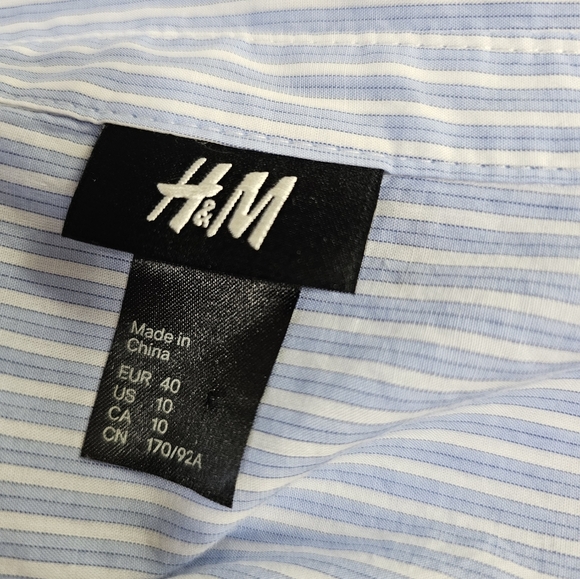 H&M
Made in
China
EUR 40
US 10
CA 10
CN 170/92A